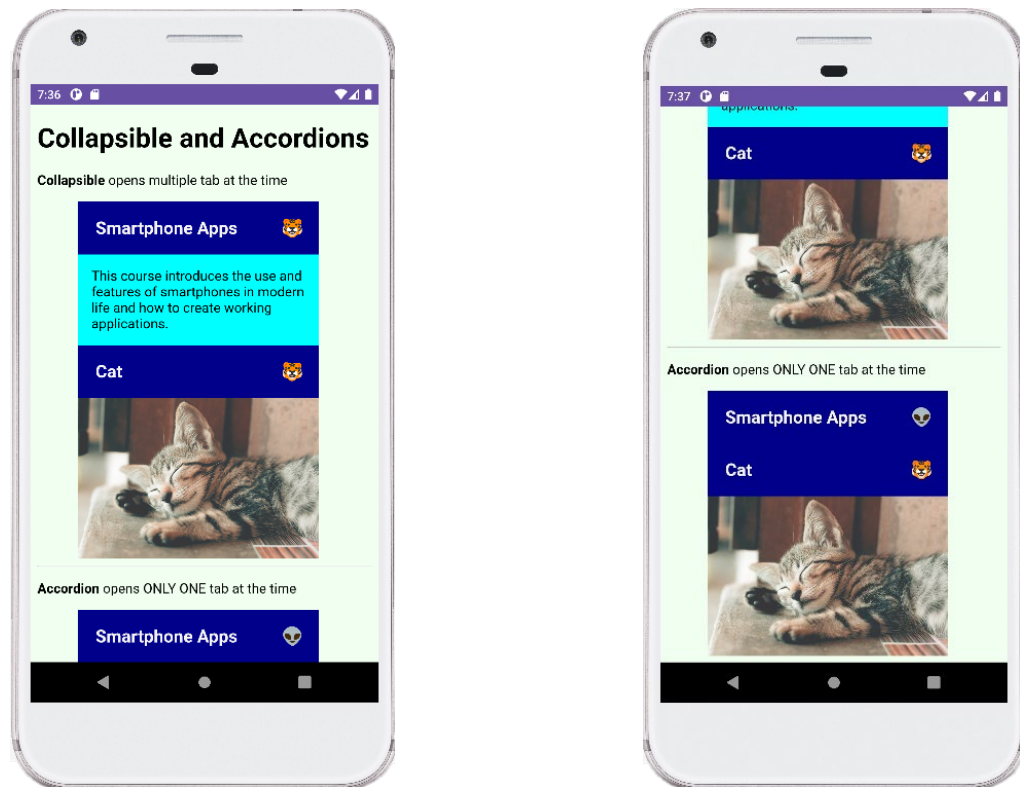 7:36
Collapsible and Accordions
Collapsible opens multiple tab at the time
Smartphone Apps
This course introduces the use and
features of smartphones in modern
life and how to create working
applications.
Cat
Accordion opens ONLY ONE tab at the time
Smartphone Apps
7:37
applications.
Cat
Accordion opens ONLY ONE tab at the time
Smartphone Apps
Cat